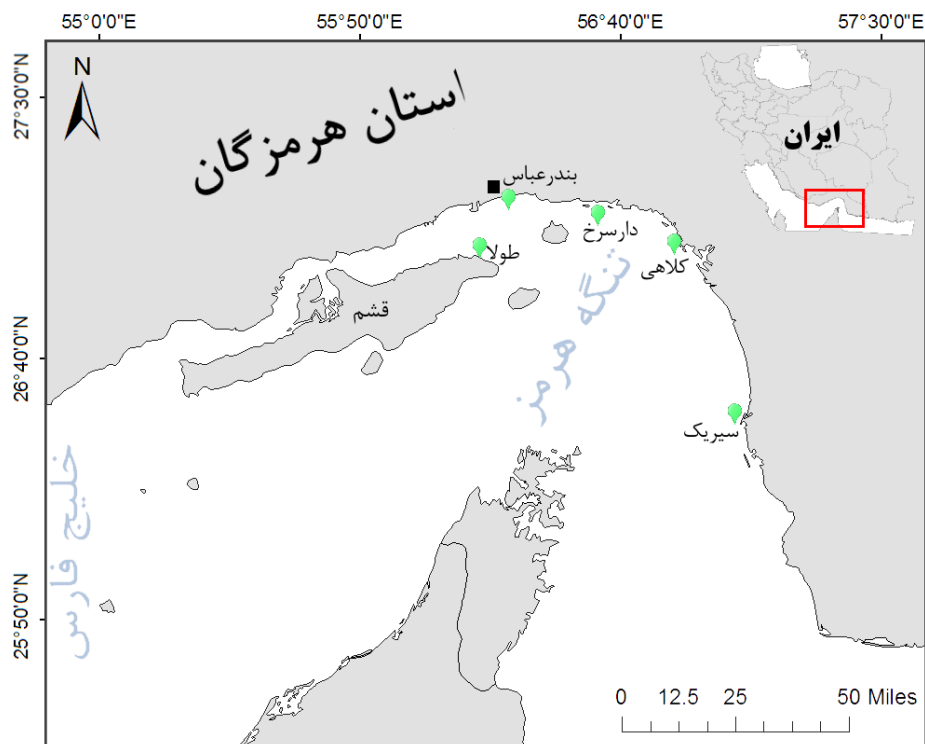 55°0'0"E 55°50'0"E 56°40'0"E 57°30'0"E
27°30'0"N
26°40'0"N
25°50'0"N
N
استان هرمزگان
ایران
بندرعباس
دارسرخ
کلاهی
طولا
قشم
تنگه هرمز
سیریک
خلیج فارس
0 12.5 25 50 Miles